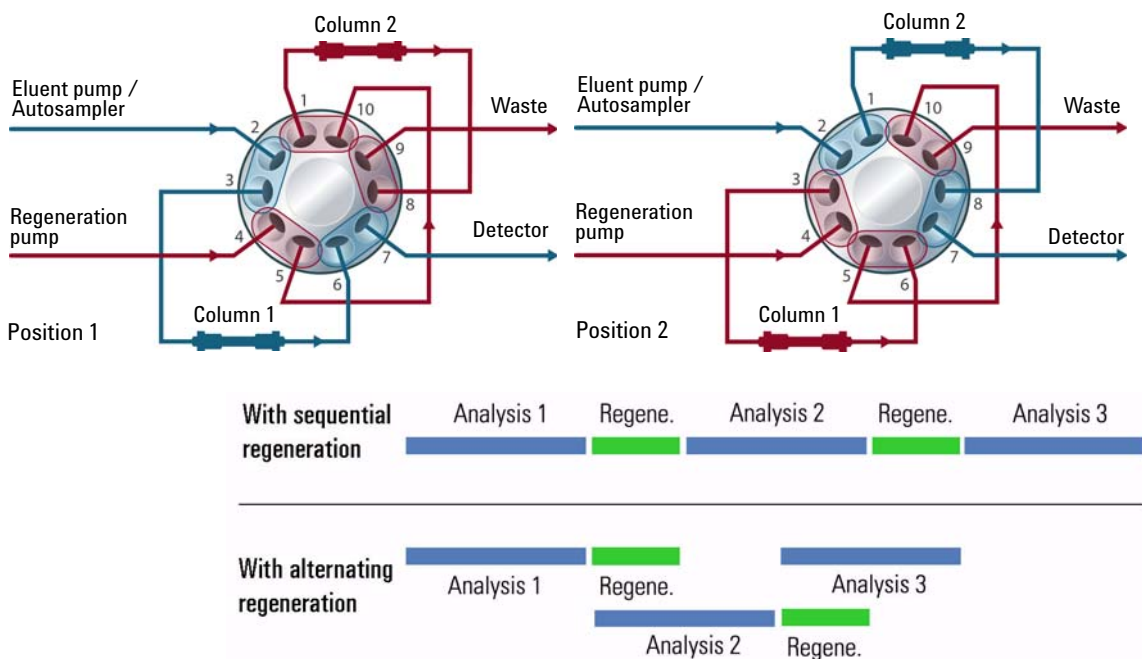 Column 2
Eluent pump /
Autosampler
Waste
1
10
2
9
3
8
4
7
5
6
Regeneration
pump
Detector
Column 1
Position 1
Column 2
Eluent pump /
Autosampler
Waste
1
10
2
9
3
8
4
7
5
6
Regeneration
pump
Detector
Column 1
Position 2
With sequential
regeneration
Analysis 1
Regene.
Analysis 2
Regene.
Analysis 3
With alternating
regeneration
Analysis 1
Regene.
Analysis 3
Analysis 2
Regene.